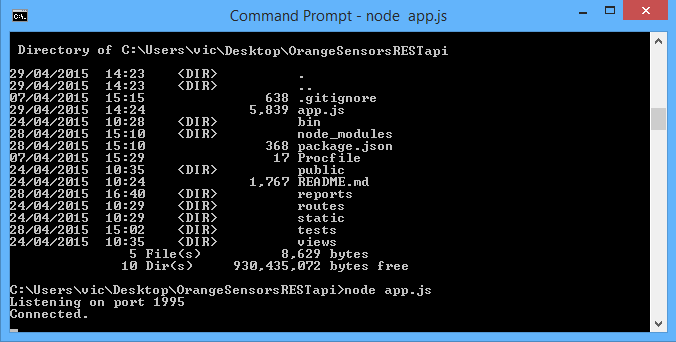 Command Prompt - node  app.js
Directory of C:\Users\vic\Desktop\OrangeSensorsRESTapi
29/04/2015  14:23    <DIR>          .
29/04/2015  14:23    <DIR>          ..
07/04/2015  15:15               638 .gitignore
29/04/2015  14:24             5,839 app.js
24/04/2015  10:28    <DIR>          bin
28/04/2015  15:10    <DIR>          node_modules
28/04/2015  15:10               368 package.json
07/04/2015  15:29                17 Procfile
24/04/2015  10:35    <DIR>          public
24/04/2015  10:24             1,767 README.md
28/04/2015  16:40    <DIR>          reports
24/04/2015  10:29    <DIR>          routes
24/04/2015  10:29    <DIR>          static
28/04/2015  15:02    <DIR>          tests
24/04/2015  10:35    <DIR>          views
5 File(s)          8,629 bytes
10 Dir(s)     930,435,072 bytes free
C:\Users\vic\Desktop\OrangeSensorsRESTapi>node app.js
Listening on port 1995
Connected.